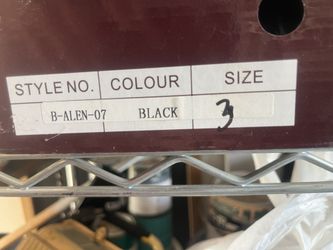 STYLE NO. COLOUR SIZE
B-ALEN-07 BLACK 3